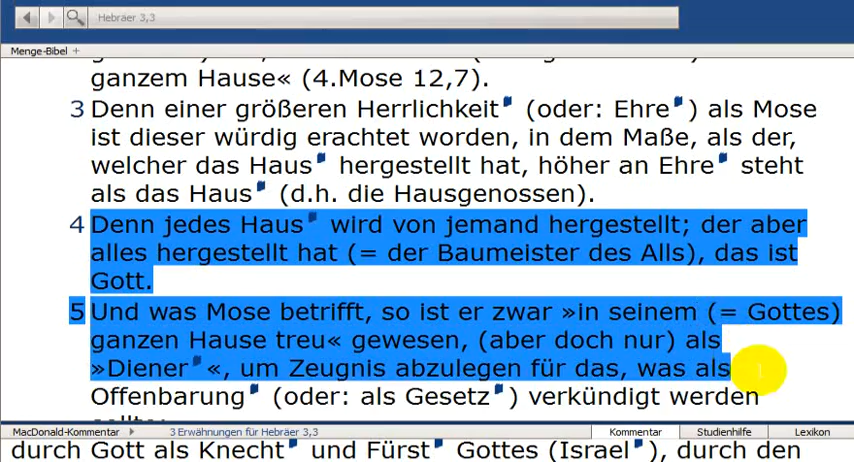 Hebräer 3,3
Menge-Bibel +
ganzem Hause« (4.Mose 12,7).
3 Denn einer größeren Herrlichkeit (oder: Ehre) als Mose
ist dieser würdig erachtet worden, in dem Maße, als der,
welcher das Haus hergestellt hat, höher an Ehre steht
als das Haus (d.h. die Hausgenossen).
4 Denn jedes Haus wird von jemand hergestellt; der aber
alles hergestellt hat (= der Baumeister des Alls), das ist
Gott.
5 Und was Mose betrifft, so ist er zwar »in seinem (= Gottes)
ganzen Hause treu« gewesen, (aber doch nur) als
»Diener«, um Zeugnis abzulegen für das, was als
Offenbarung (oder: als Gesetz) verkündigt werden
MacDonald-Kommentar 3 Erwähnungen für Hebräer 3,3 Kommentar Studienhilfe Lexikon
durch Gott als Knecht und Fürst Gottes (Israel), durch den